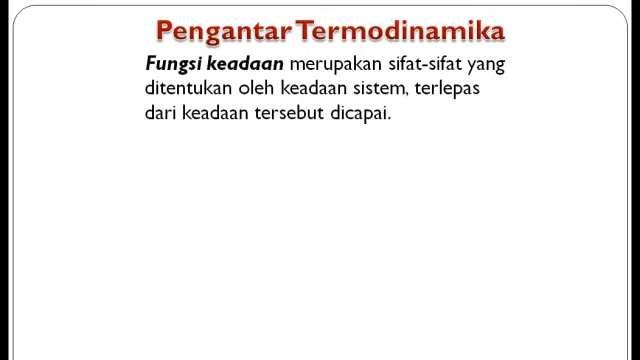 Pengantar Termodinamika
Fungsi keadaan merupakan sifat-sifat yang
ditentukan oleh keadaan sistem, terlepas
dari keadaan tersebut dicapai.